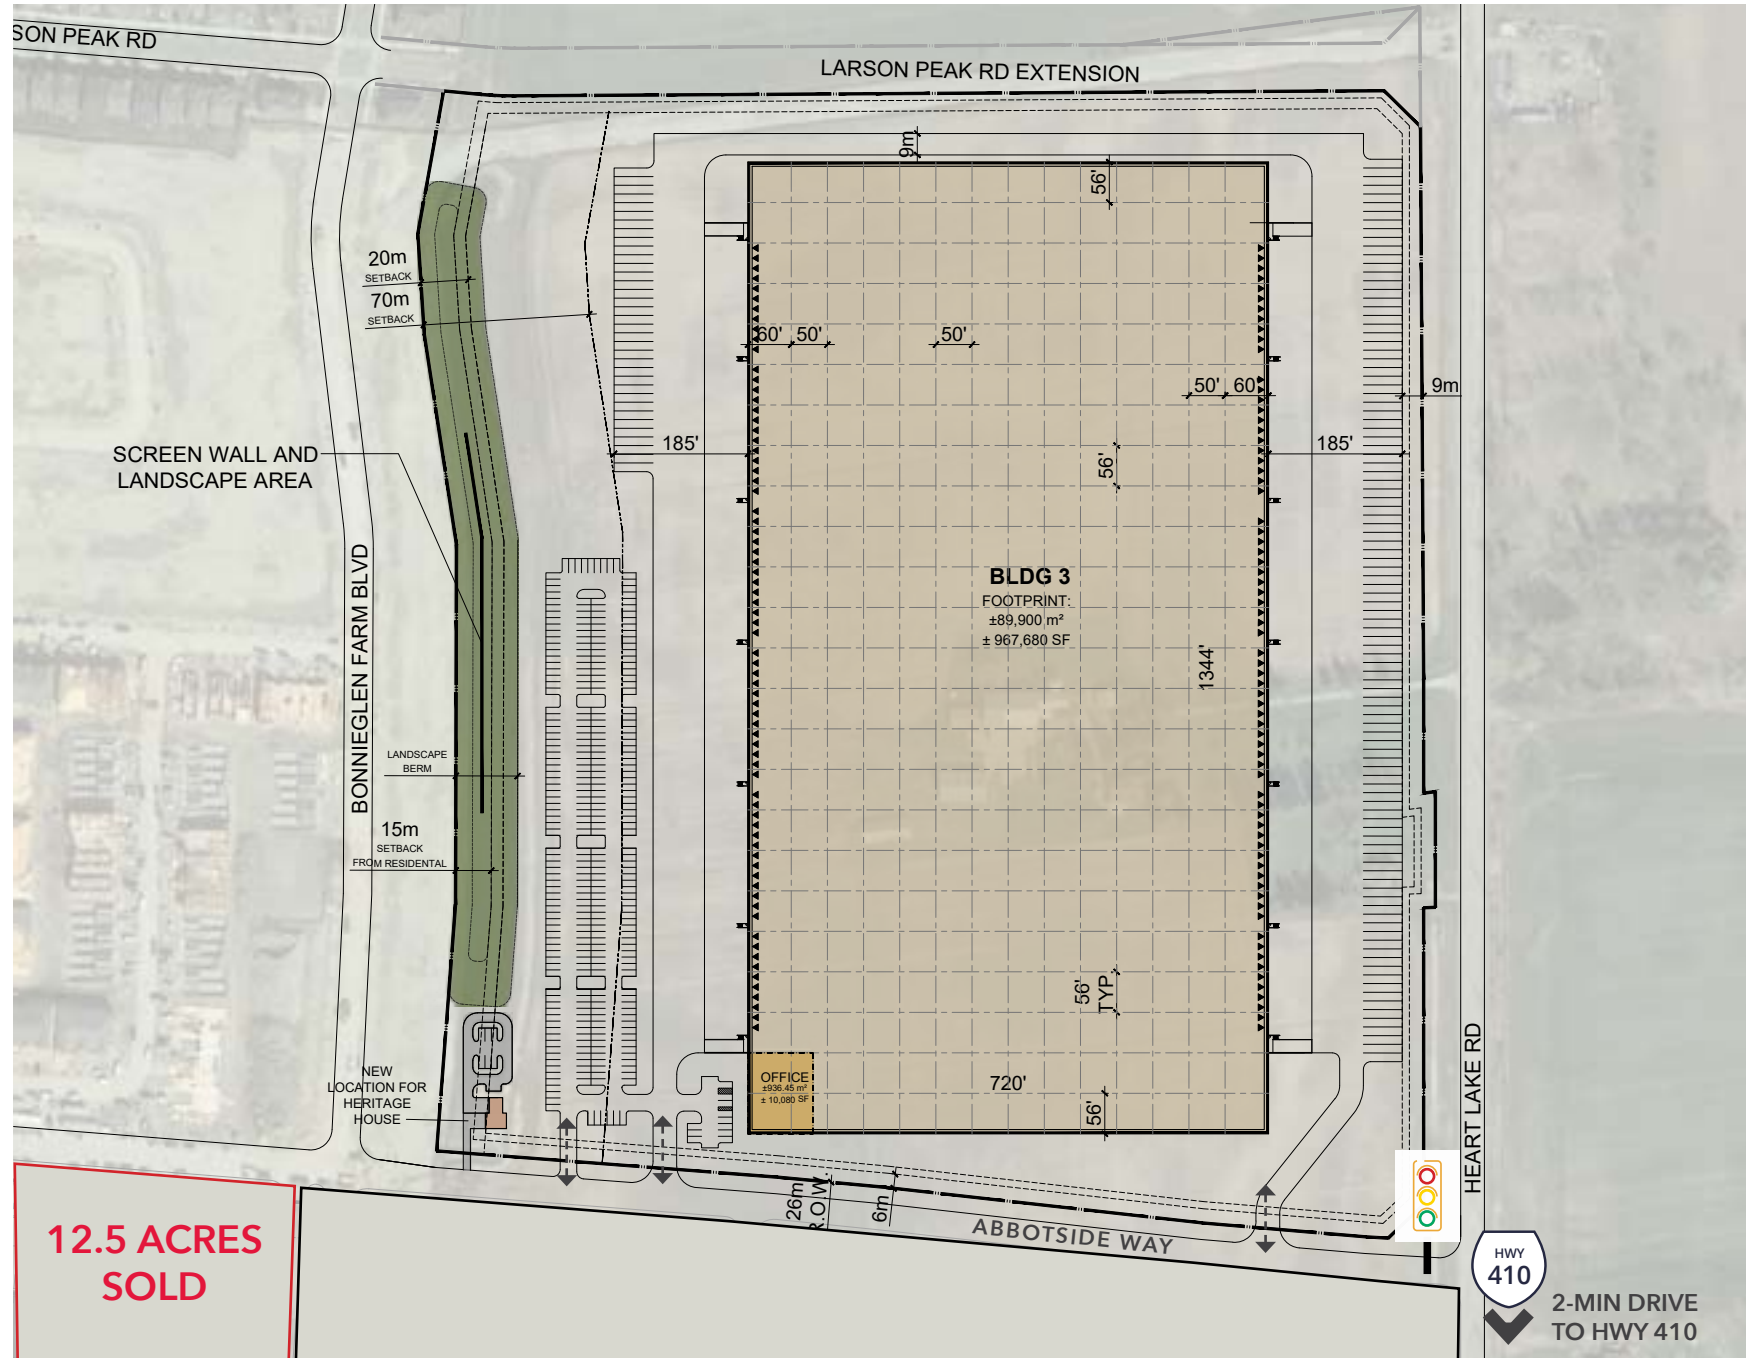 SON PEAK RD
LARSON PEAK RD EXTENSION
9m
56'
20m
SETBACK
70m
SETBACK
60'
50'
50'
50'
60'
9m
185'
185'
56'
SCREEN WALL AND
LANDSCAPE AREA
BONNIEGLEN FARM BLVD
BLDG 3
FOOTPRINT:
±89,900 m²
± 967,680 SF
1344'
LANDSCAPE
BERM
15m
SETBACK
FROM RESIDENTAL
56'
TYP.
NEW
LOCATION FOR
HERITAGE
HOUSE
OFFICE
±936.45 m²
± 10,080 SF
720'
56'
HEART LAKE RD
26m
R.O.W.
6m
ABBOTSIDE WAY
12.5 ACRES
SOLD
HWY
410
2-MIN DRIVE
TO HWY 410